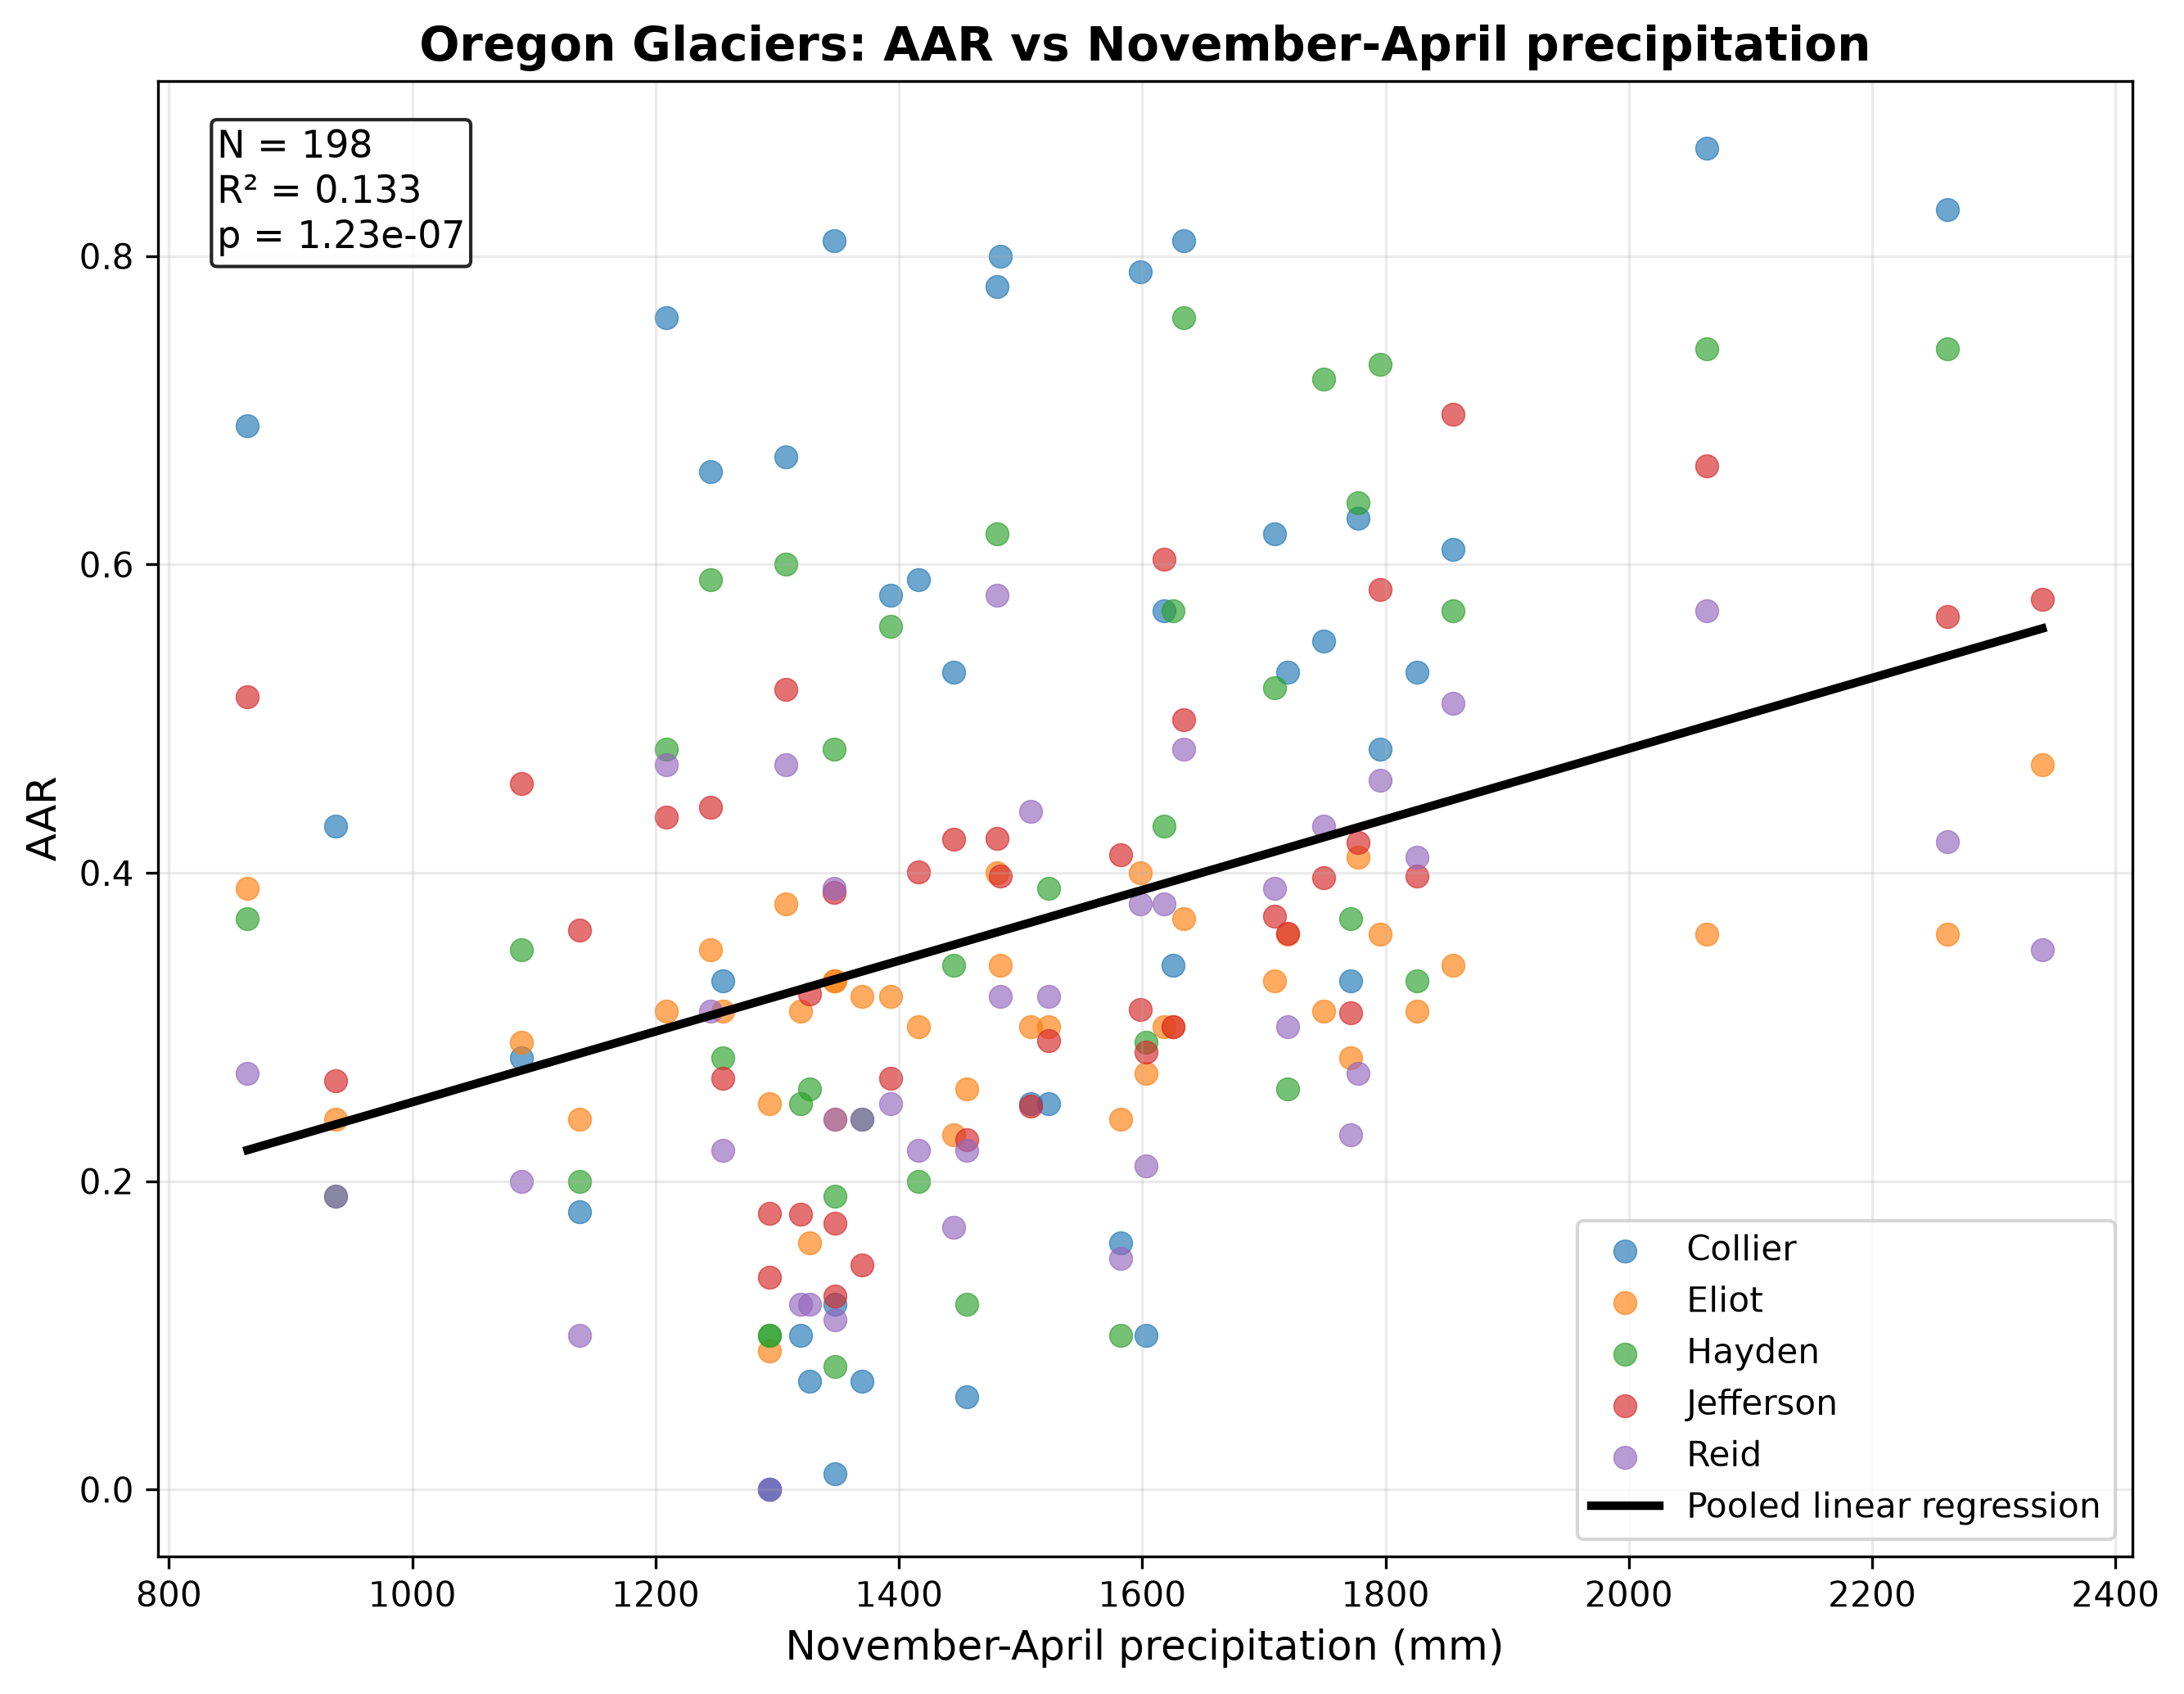 Oregon Glaciers: AAR vs November-April precipitation
N = 198
R² = 0.133
p = 1.23e-07
AAR
0.8
0.6
0.4
0.2
0.0
Collier
Eliot
Hayden
Jefferson
Reid
Pooled linear regression
800 1000 1200 1400 1600 1800 2000 2200 2400
November-April precipitation (mm)